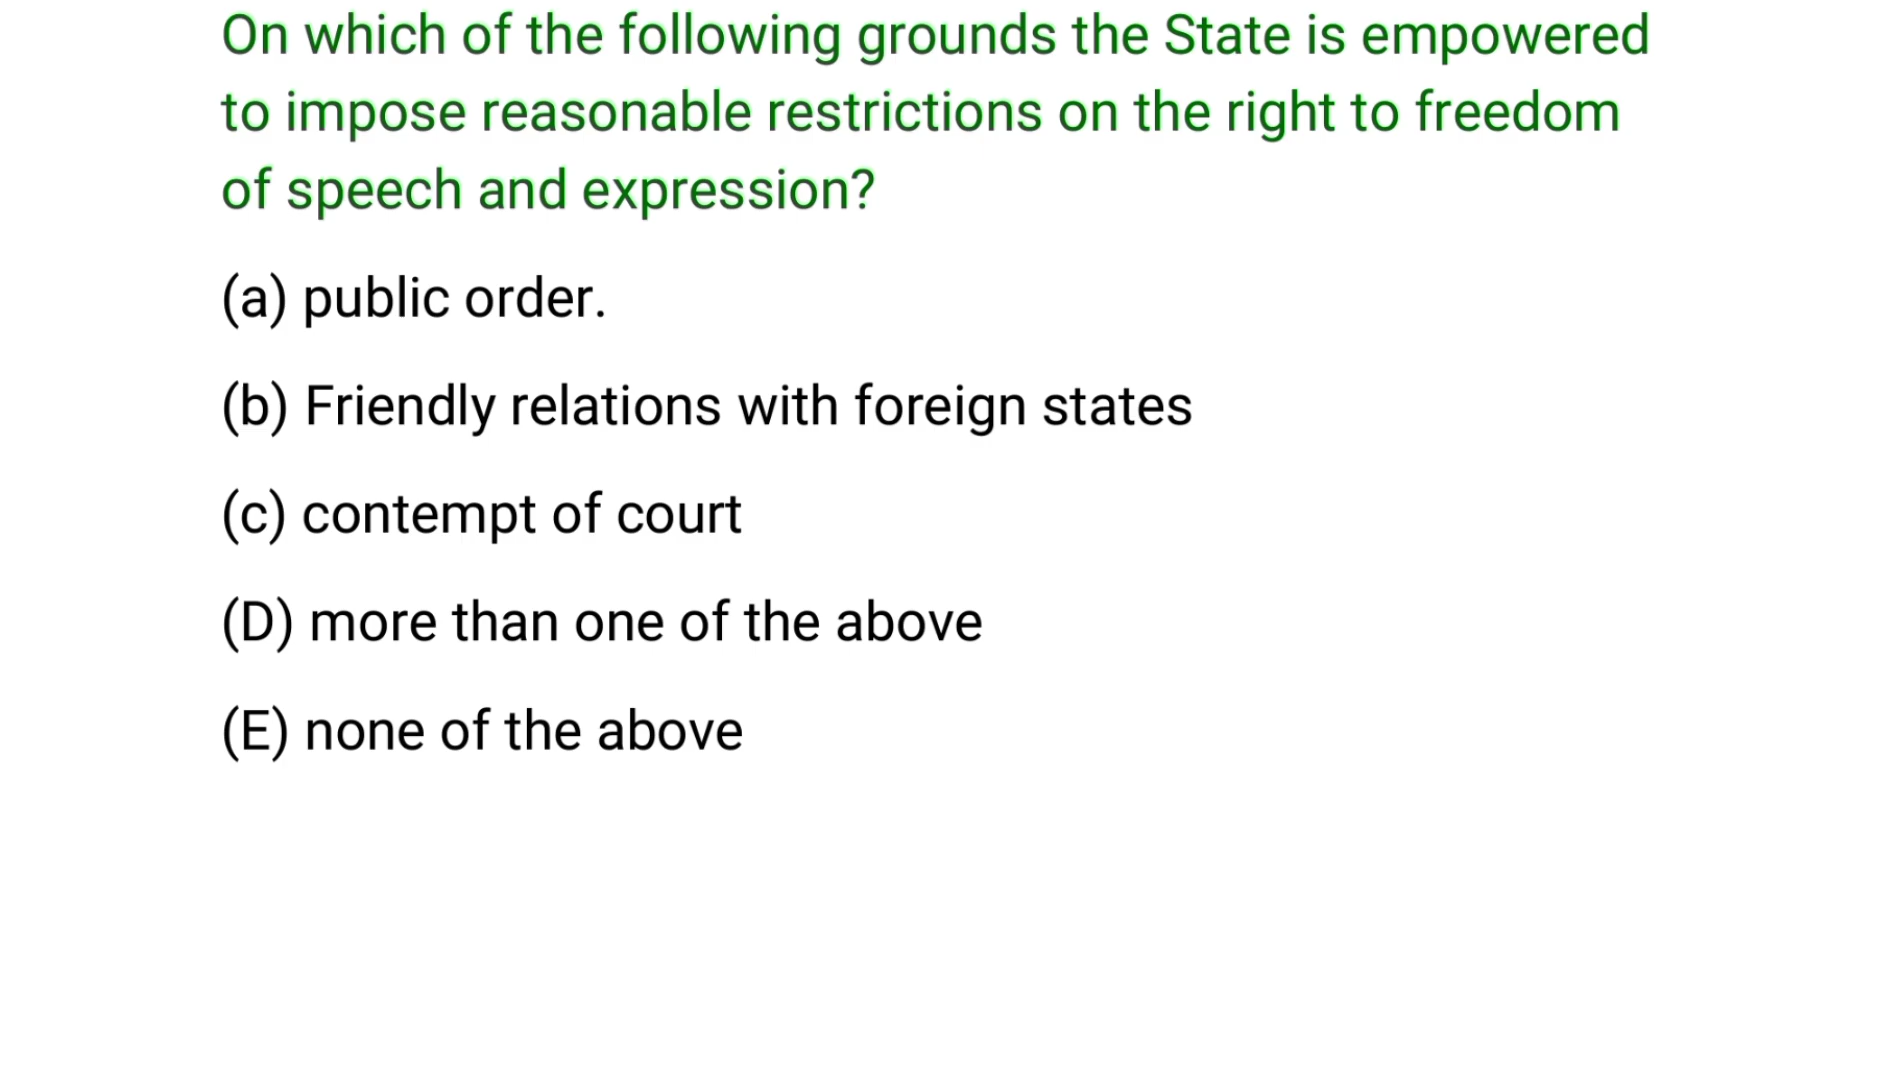 On which of the following grounds the State is empowered
to impose reasonable restrictions on the right to freedom
of speech and expression?
(a) public order.
(b) Friendly relations with foreign states
(c) contempt of court
(D) more than one of the above
(E) none of the above